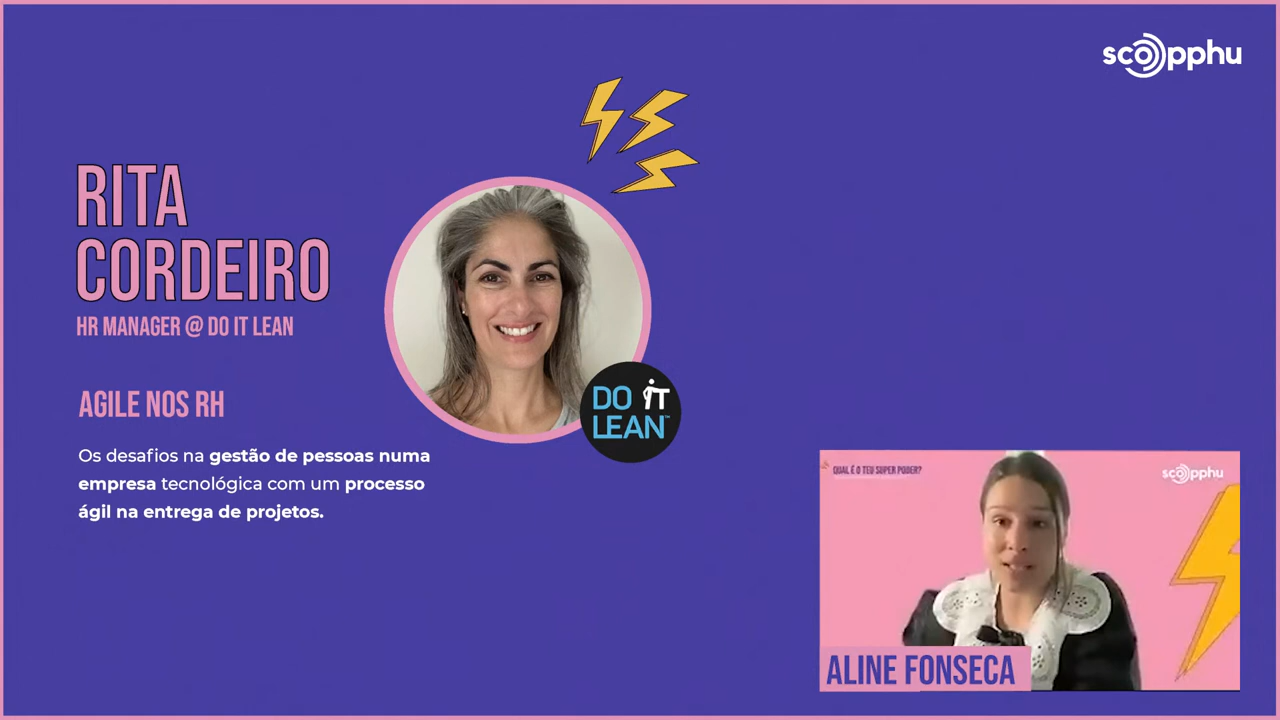 scopphu
RITA
CORDEIRO
HR MANAGER @ DO IT LEAN
AGILE NOS RH
Os desafios na gestão de pessoas numa
empresa tecnológica com um processo
ágil na entrega de projetos.
DO IT
LEAN™
QUAL É O TEU SUPER PODER?
scopphu
ALINE FONSECA